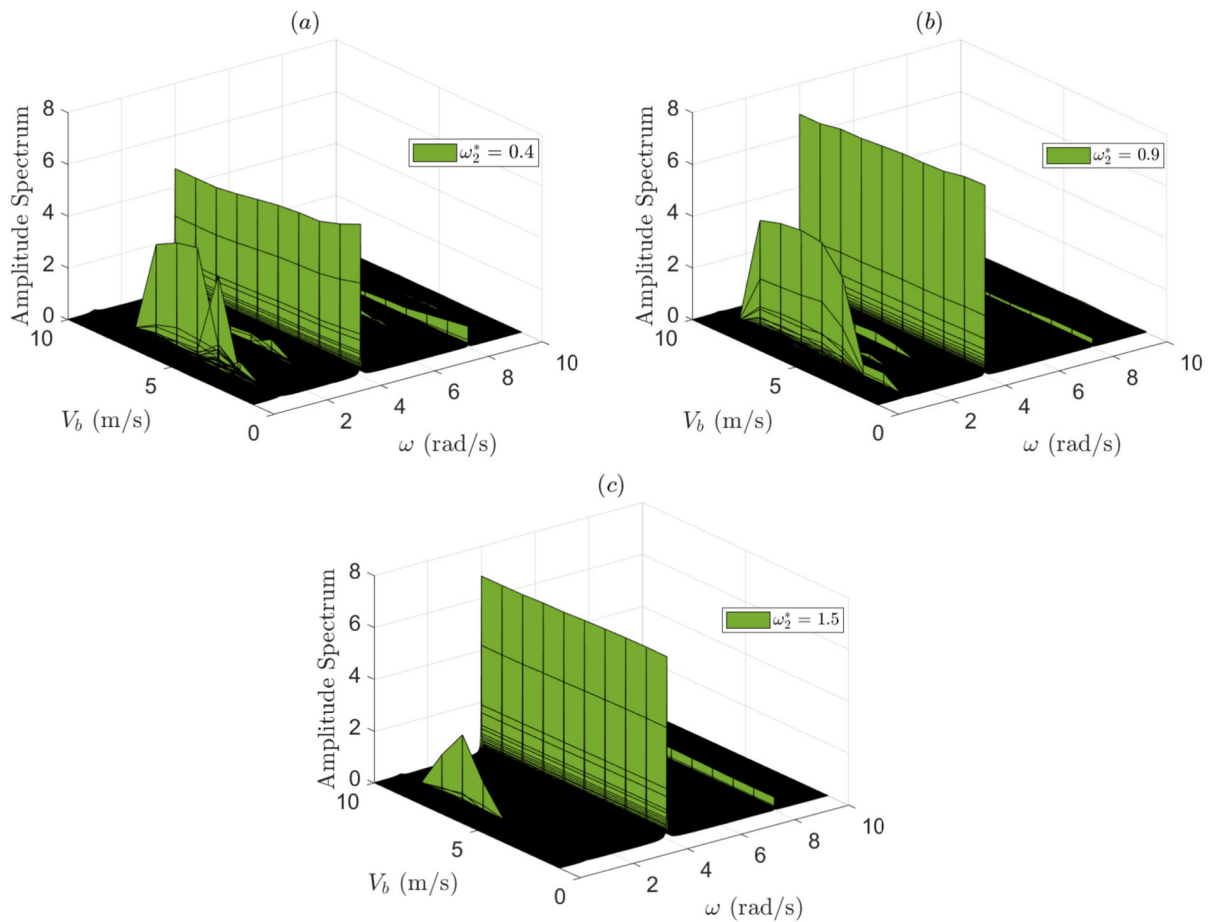 (a)
Amplitude Spectrum
8
6
4
2
0
10
5
0
V_b (m/s)
2
4
6
8
10
ω (rad/s)
ω₂* = 0.4
(b)
Amplitude Spectrum
8
6
4
2
0
10
5
0
V_b (m/s)
2
4
6
8
10
ω (rad/s)
ω₂* = 0.9
(c)
Amplitude Spectrum
8
6
4
2
0
10
5
0
V_b (m/s)
2
4
6
8
10
ω (rad/s)
ω₂* = 1.5